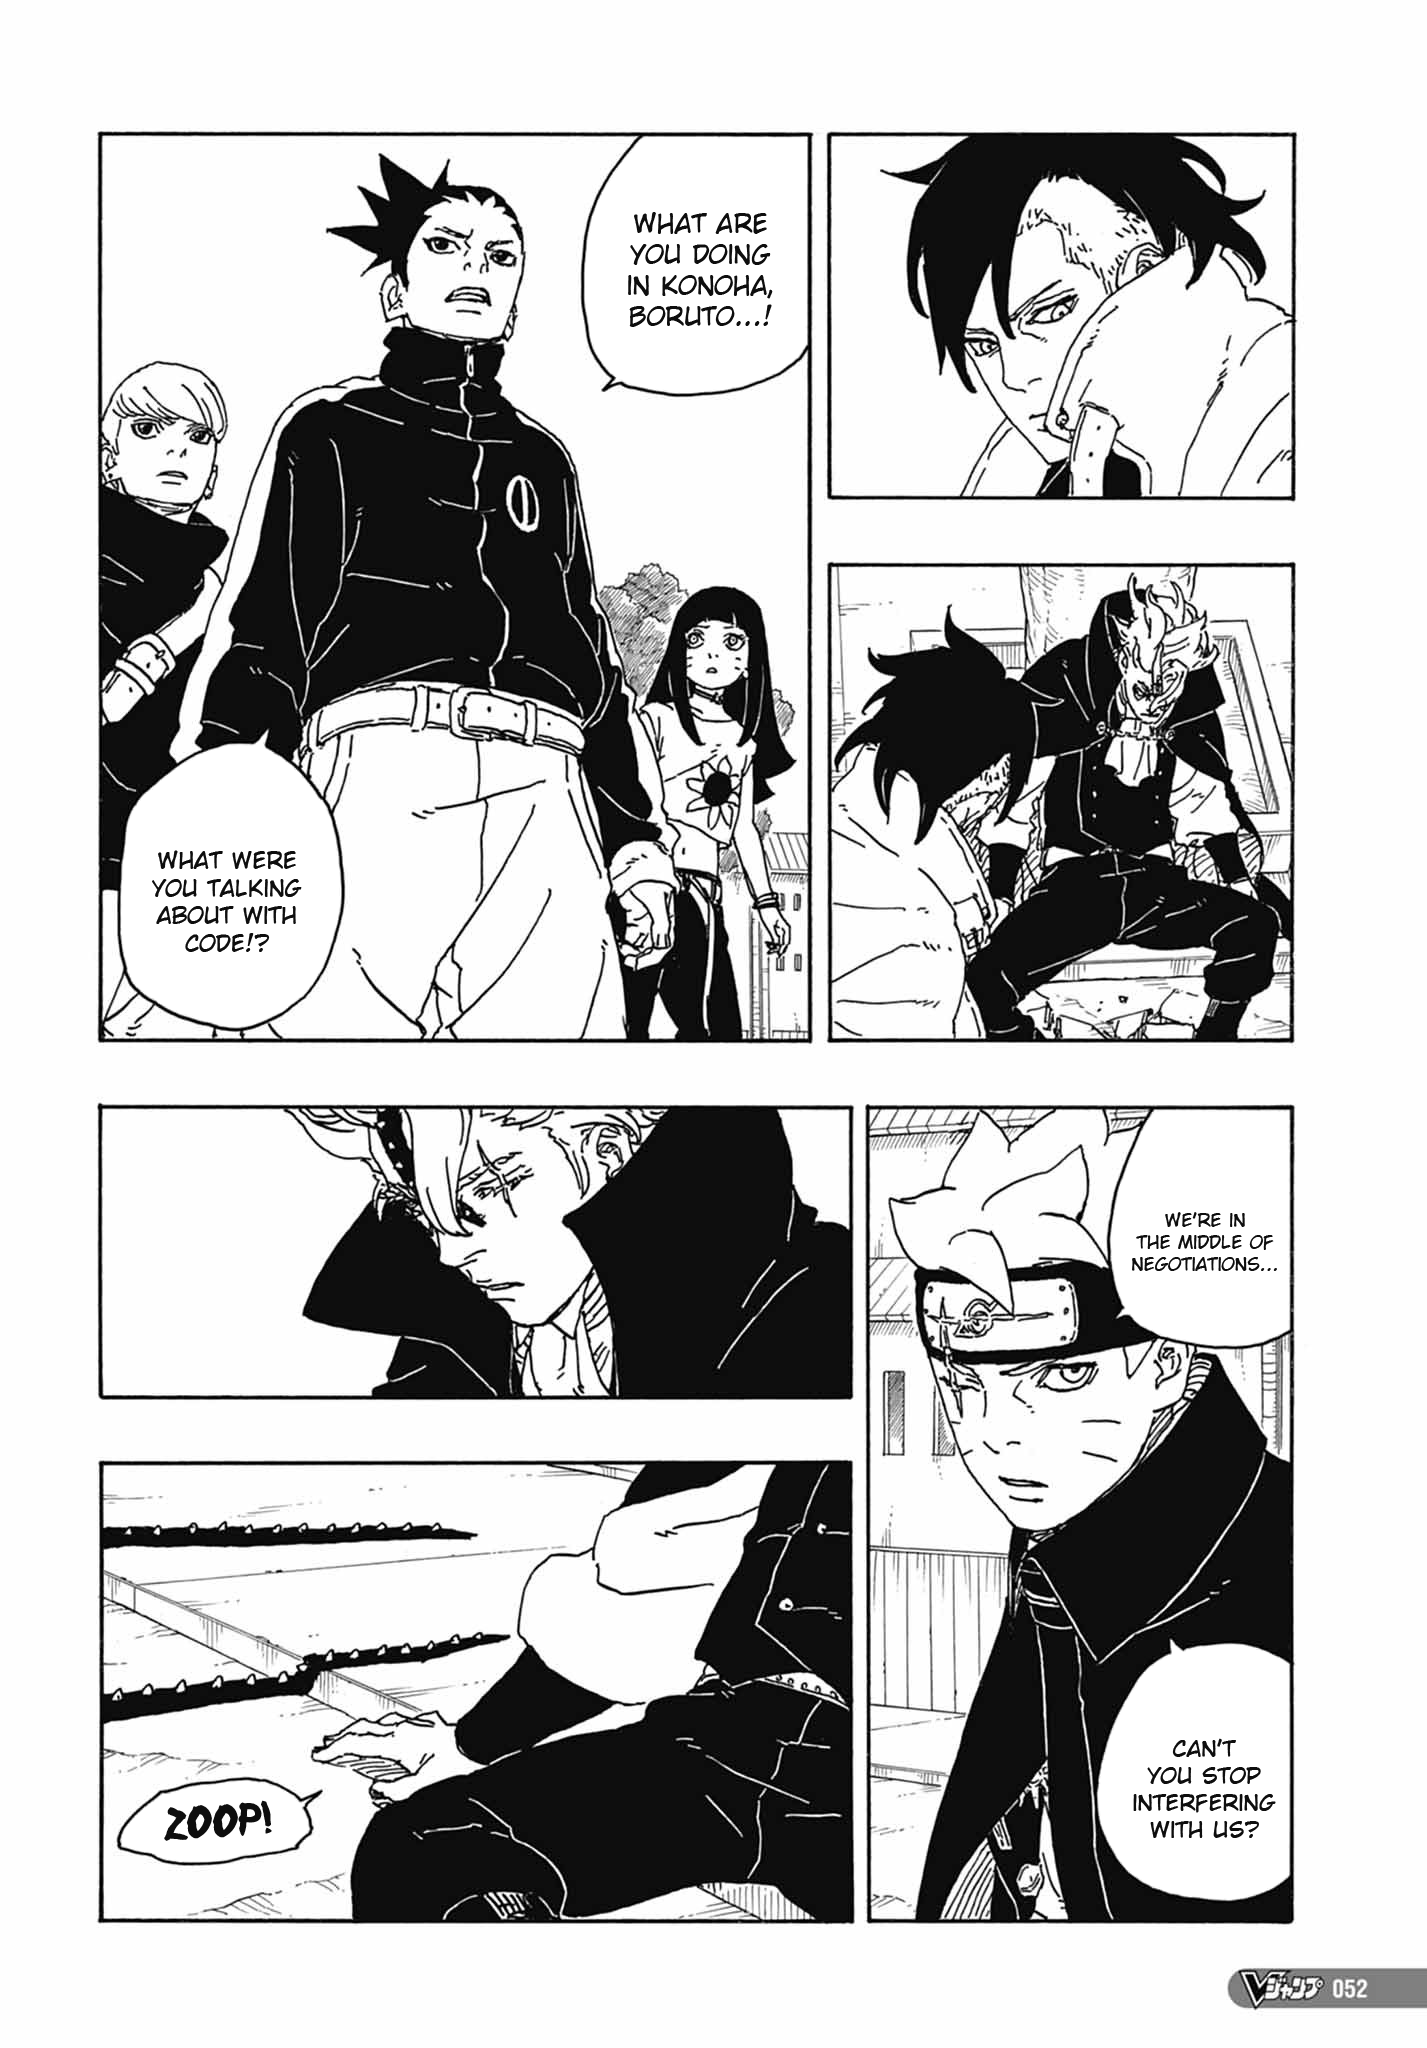 WHAT ARE
YOU DOING
IN KONOHA,
BORUTO...!
WHAT WERE
YOU TALKING
ABOUT WITH
CODE!?
WE'RE IN
THE MIDDLE OF
NEGOTIATIONS...
CAN'T
YOU STOP
INTERFERING
WITH US?
ZOOP!
Vジャンプ 052